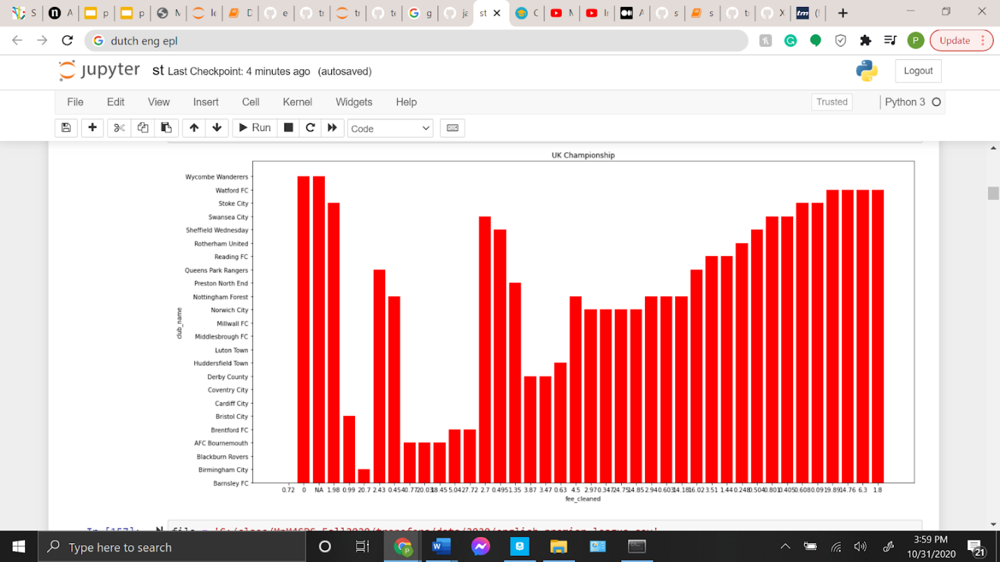 S A p p M le D e tr tr te g ja st C M Ir A s s tr X (
dutch eng epl
P Update
jupyter st Last Checkpoint: 4 minutes ago (autosaved)
Logout
File Edit View Insert Cell Kernel Widgets Help
Trusted Python 3
Run Code
UK Championship
Wycombe Wanderers
Watford FC
Stoke City
Swansea City
Sheffield Wednesday
Rotherham United
Reading FC
Queens Park Rangers
Preston North End
Nottingham Forest
Norwich City
Millwall FC
Middlesbrough FC
Luton Town
Huddersfield Town
Derby County
Coventry City
Cardiff City
Bristol City
Brentford FC
AFC Bournemouth
Blackburn Rovers
Birmingham City
Barnsley FC
club_name
0.72 0 NA 1.98 0.99 20.7 2.43 0.45 40.77 20.03 18.45 5.04 27.72 2.7 0.495 1.35 3.87 3.47 0.63 4.5 2.97 0.347 24.75 14.85 2.94 0.603 14.18 16.02 3.51 1.44 0.248 0.504 0.801 0.405 0.608 0.09 19.89 14.76 6.3 1.8
fee_cleaned
Type here to search
3:59 PM
10/31/2020
21